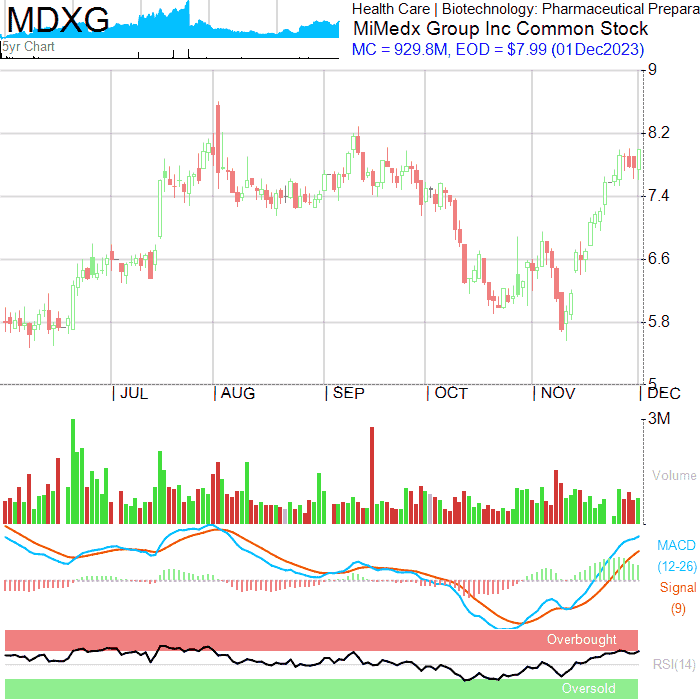 MDXG
Health Care | Biotechnology: Pharmaceutical Prepara
MiMedx Group Inc Common Stock
MC = 929.8M, EOD = $7.99 (01Dec2023)
5yr Chart
9
8.2
7.4
6.6
5.8
5
| JUL | AUG | SEP | OCT | NOV | DEC
3M
Volume
MACD
(12-26)
Signal
(9)
Overbought
RSI(14)
Oversold